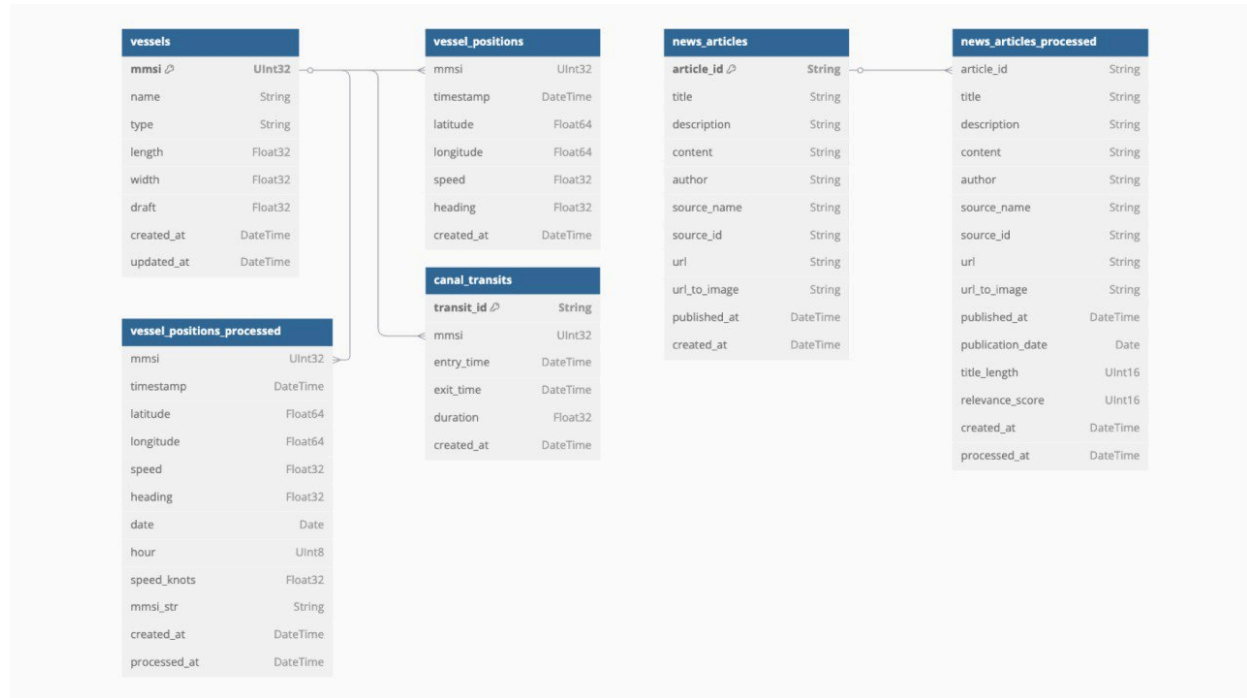 vessels
mmsi UInt32
name String
type String
length Float32
width Float32
draft Float32
created_at DateTime
updated_at DateTime
vessel_positions
mmsi UInt32
timestamp DateTime
latitude Float64
longitude Float64
speed Float32
heading Float32
created_at DateTime
canal_transits
transit_id String
mmsi UInt32
entry_time DateTime
exit_time DateTime
duration Float32
created_at DateTime
vessel_positions_processed
mmsi UInt32
timestamp DateTime
latitude Float64
longitude Float64
speed Float32
heading Float32
date Date
hour UInt8
speed_knots Float32
mmsi_str String
created_at DateTime
processed_at DateTime
news_articles
article_id String
title String
description String
content String
author String
source_name String
source_id String
url String
url_to_image String
published_at DateTime
created_at DateTime
news_articles_processed
article_id String
title String
description String
content String
author String
source_name String
source_id String
url String
url_to_image String
published_at DateTime
publication_date Date
title_length UInt16
relevance_score UInt16
created_at DateTime
processed_at DateTime